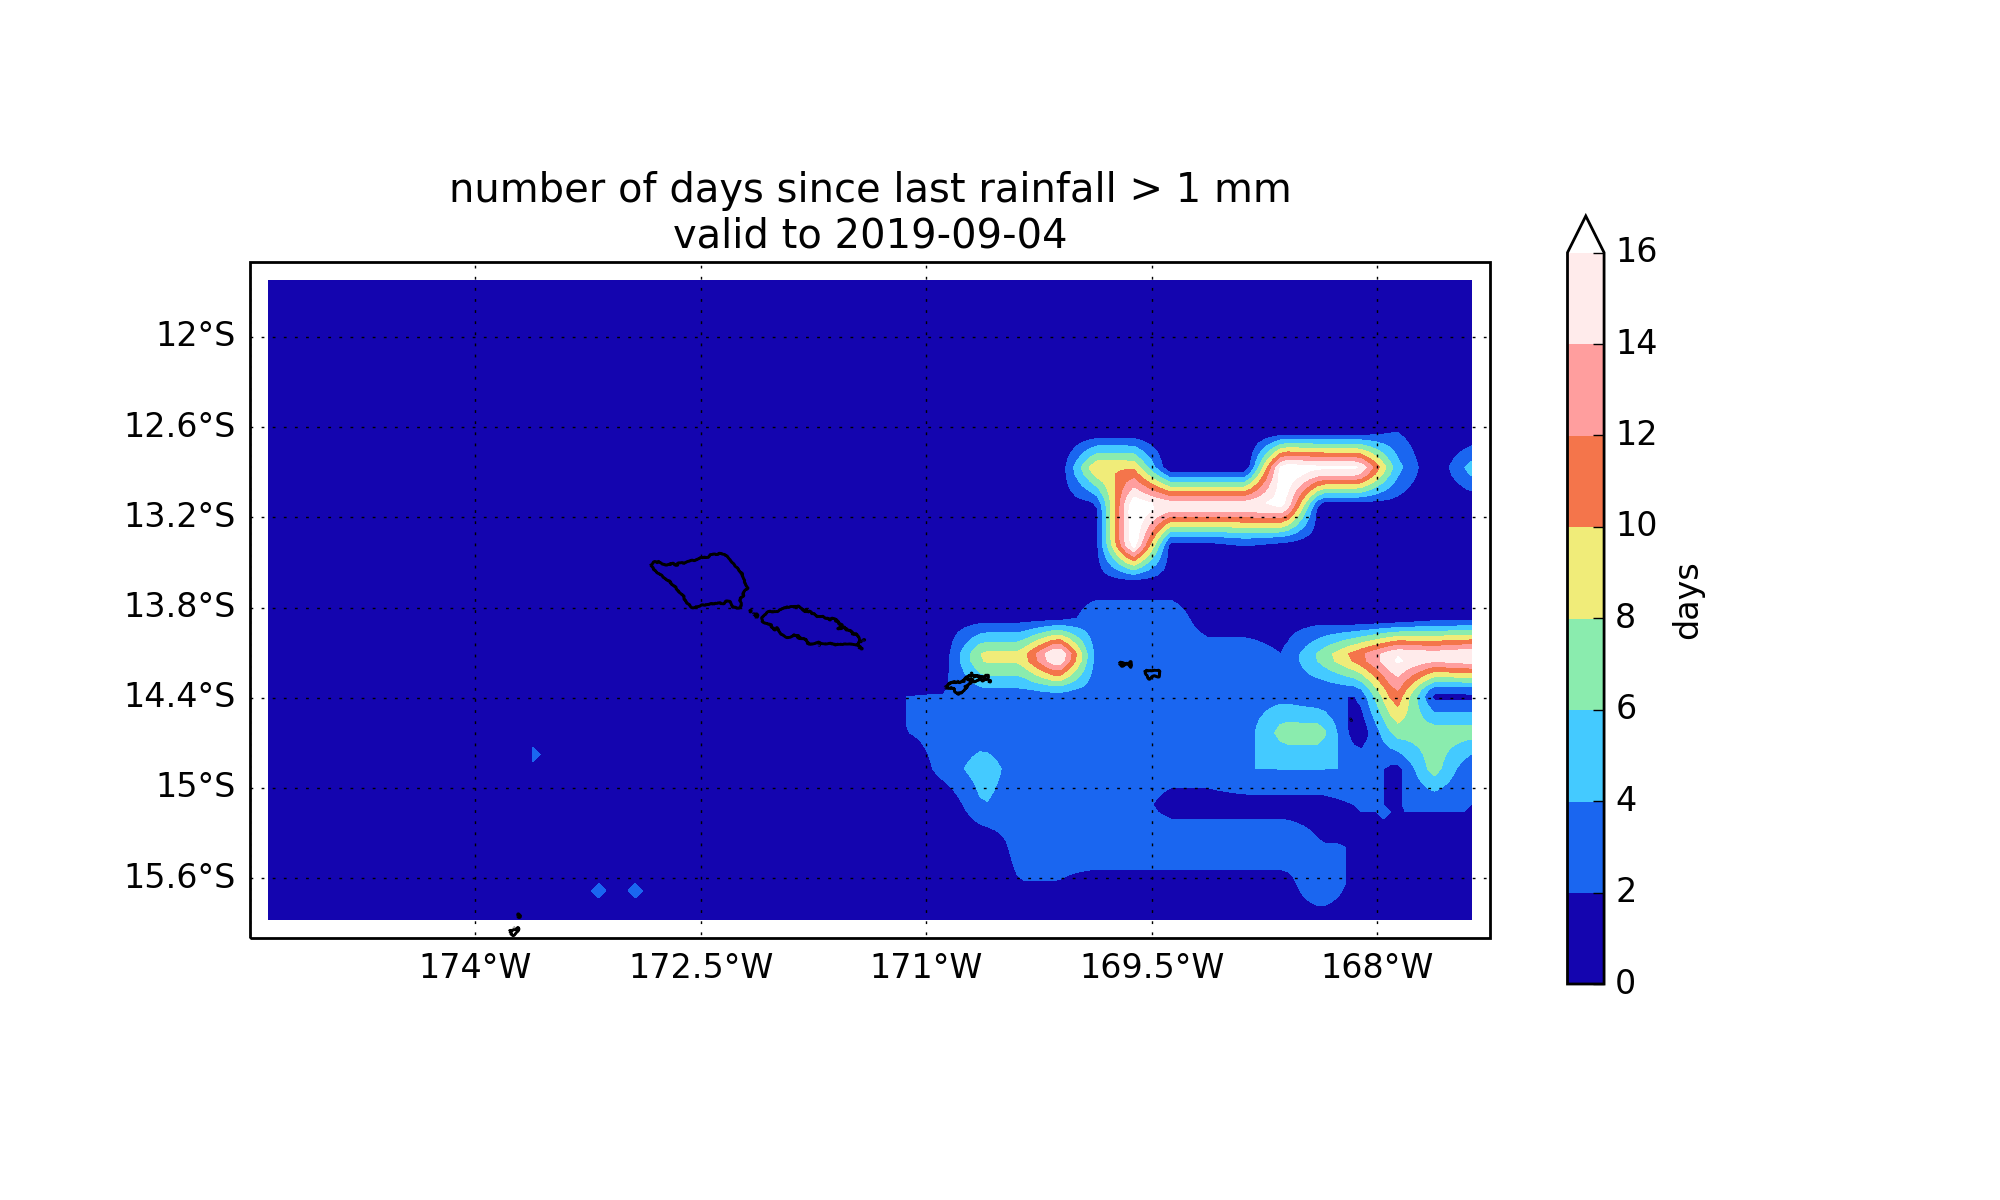 number of days since last rainfall > 1 mm
valid to 2019-09-04
12°S
12.6°S
13.2°S
13.8°S
14.4°S
15°S
15.6°S
174°W
172.5°W
171°W
169.5°W
168°W
16
14
12
10
8
6
4
2
0
days